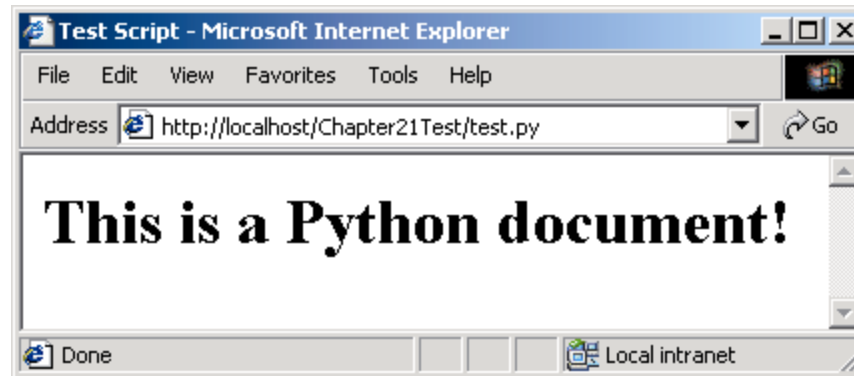 Test Script - Microsoft Internet Explorer
File Edit View Favorites Tools Help
Address http://localhost/Chapter21Test/test.py Go
This is a Python document!
Done Local intranet